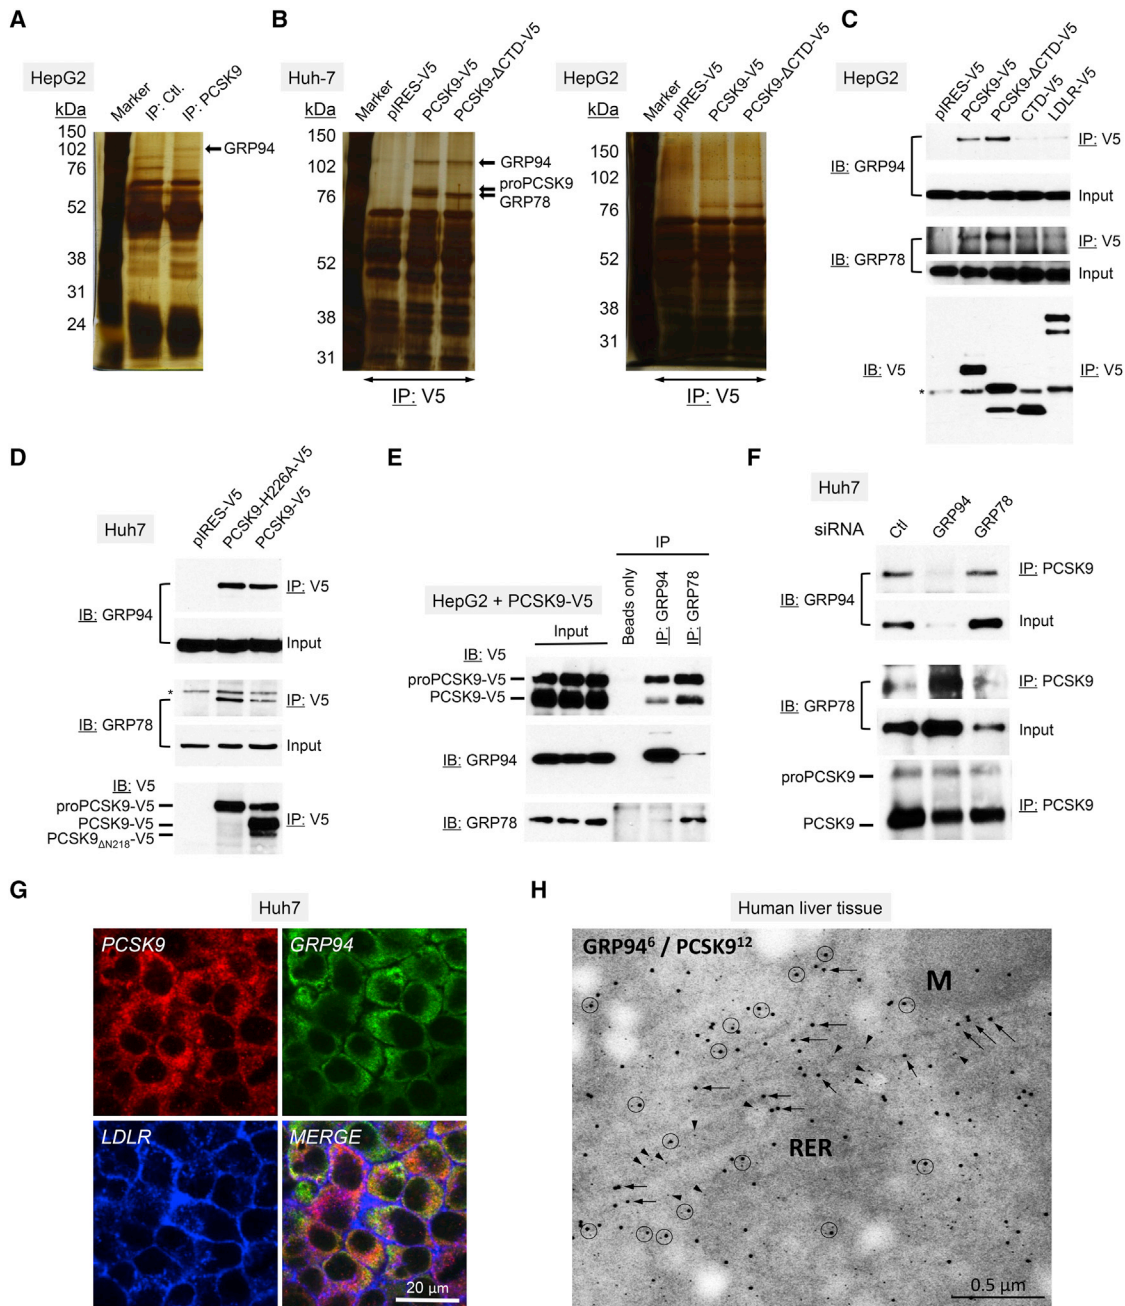 A
HepG2
kDa
Marker
IP: Ctl.
IP: PCSK9
150
102
76
52
38
31
24
GRP94
B
Huh-7
kDa
Marker
pIRES-V5
PCSK9-V5
PCSK9-ΔCTD-V5
150
102
76
52
38
31
GRP94
proPCSK9
GRP78
IP: V5
HepG2
kDa
Marker
pIRES-V5
PCSK9-V5
PCSK9-ΔCTD-V5
150
102
76
52
38
31
IP: V5
C
HepG2
pIRES-V5
PCSK9-V5
PCSK9-ΔCTD-V5
CTD-V5
LDLR-V5
IB: GRP94
IP: V5
Input
IB: GRP78
IP: V5
Input
IB: V5
IP: V5
*
D
Huh7
pIRES-V5
PCSK9-H226A-V5
PCSK9-V5
IB: GRP94
IP: V5
Input
*
IB: GRP78
IP: V5
Input
IB: V5
proPCSK9-V5
PCSK9-V5
PCSK9ΔN218-V5
IP: V5
E
HepG2 + PCSK9-V5
IP
Input
Beads only
IP: GRP94
IP: GRP78
IB: V5
proPCSK9-V5
PCSK9-V5
IB: GRP94
IB: GRP78
F
Huh7
siRNA
Ctl
GRP94
GRP78
IB: GRP94
IP: PCSK9
Input
IB: GRP78
IP: PCSK9
Input
proPCSK9
PCSK9
IP: PCSK9
G
Huh7
PCSK9
GRP94
LDLR
MERGE
20 µm
H
Human liver tissue
GRP94⁶ / PCSK9¹²
M
RER
0.5 µm